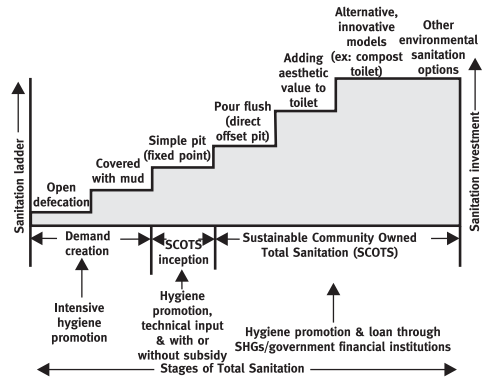 Alternative,
innovative
models
(ex: compost
toilet)
Other
environmental
sanitation
options
Adding
aesthetic
value to
toilet
Pour flush
(direct
offset pit)
Simple pit
(fixed point)
Covered
with mud
Open
defecation
Sanitation ladder
Sanitation investment
Demand
creation
SCOTS
inception
Sustainable Community Owned
Total Sanitation (SCOTS)
Intensive
hygiene
promotion
Hygiene
promotion,
technical input
& with or
without subsidy
Hygiene promotion & loan through
SHGs/government financial institutions
Stages of Total Sanitation